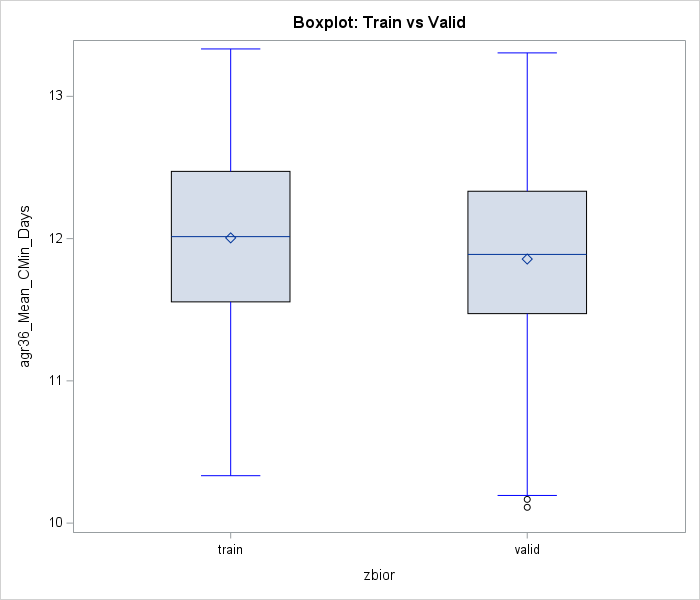 Boxplot: Train vs Valid
agr36_Mean_CMin_Days
13
12
11
10
train
valid
zbior